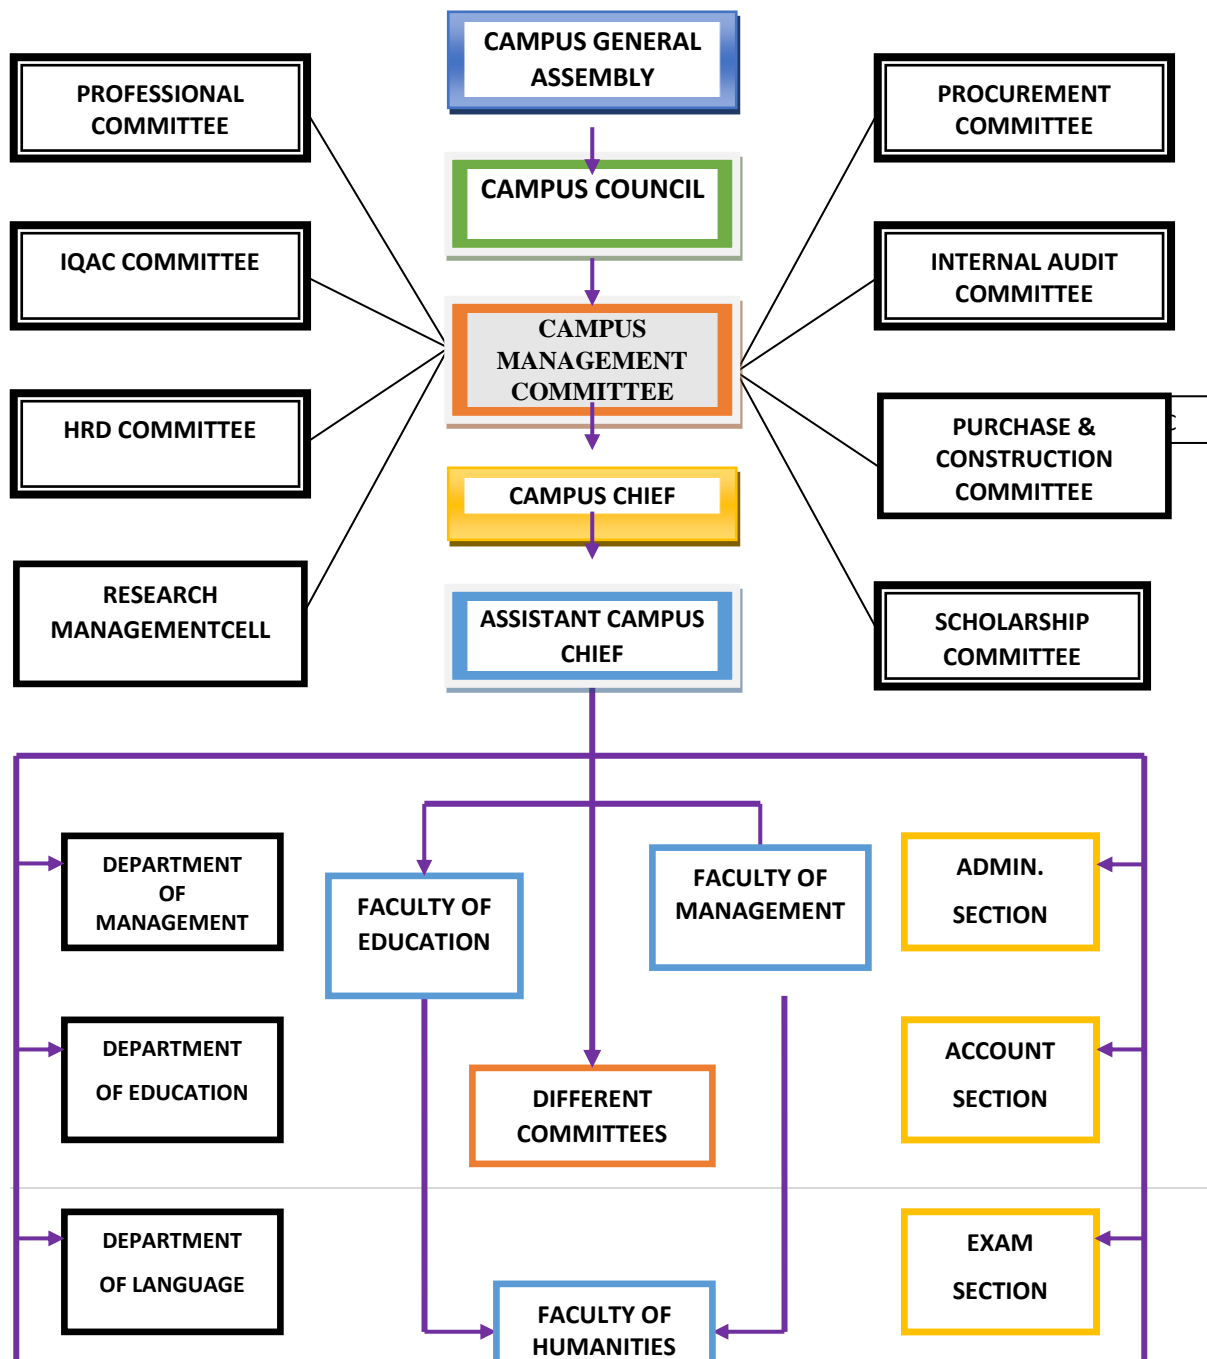 CAMPUS GENERAL
ASSEMBLY
PROFESSIONAL
COMMITTEE
PROCUREMENT
COMMITTEE
CAMPUS COUNCIL
IQAC COMMITTEE
INTERNAL AUDIT
COMMITTEE
CAMPUS
MANAGEMENT
COMMITTEE
HRD COMMITTEE
PURCHASE &
CONSTRUCTION
COMMITTEE
CAMPUS CHIEF
RESEARCH
MANAGEMENTCELL
ASSISTANT CAMPUS
CHIEF
SCHOLARSHIP
COMMITTEE
DEPARTMENT
OF
MANAGEMENT
FACULTY OF
EDUCATION
FACULTY OF
MANAGEMENT
ADMIN.
SECTION
DEPARTMENT
OF EDUCATION
DIFFERENT
COMMITTEES
ACCOUNT
SECTION
DEPARTMENT
OF LANGUAGE
FACULTY OF
HUMANITIES
EXAM
SECTION